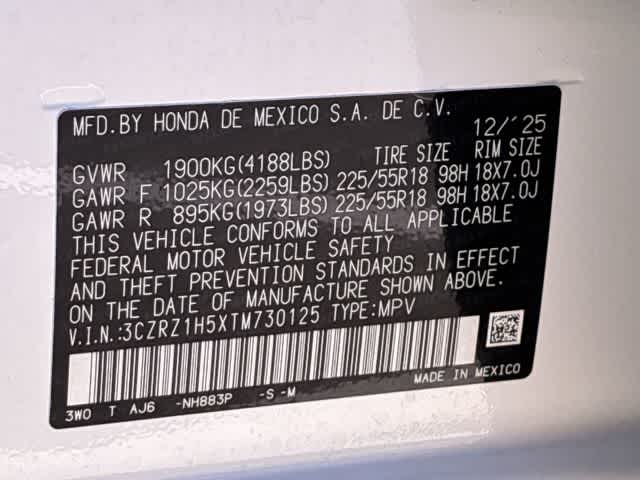 MFD.BY HONDA DE MEXICO S.A. DE C.V. 12/'25
GVWR 1900KG(4188LBS) TIRE SIZE RIM SIZE
GAWR F 1025KG(2259LBS) 225/55R18 98H 18X7.0J
GAWR R 895KG(1973LBS) 225/55R18 98H 18X7.0J
THIS VEHICLE CONFORMS TO ALL APPLICABLE
FEDERAL MOTOR VEHICLE SAFETY
AND THEFT PREVENTION STANDARDS IN EFFECT
ON THE DATE OF MANUFACTURE SHOWN ABOVE.
V.I.N.:3CZRZ1H5XTM730125 TYPE:MPV
3W0 T AJ6 -NH883P -S -M MADE IN MEXICO